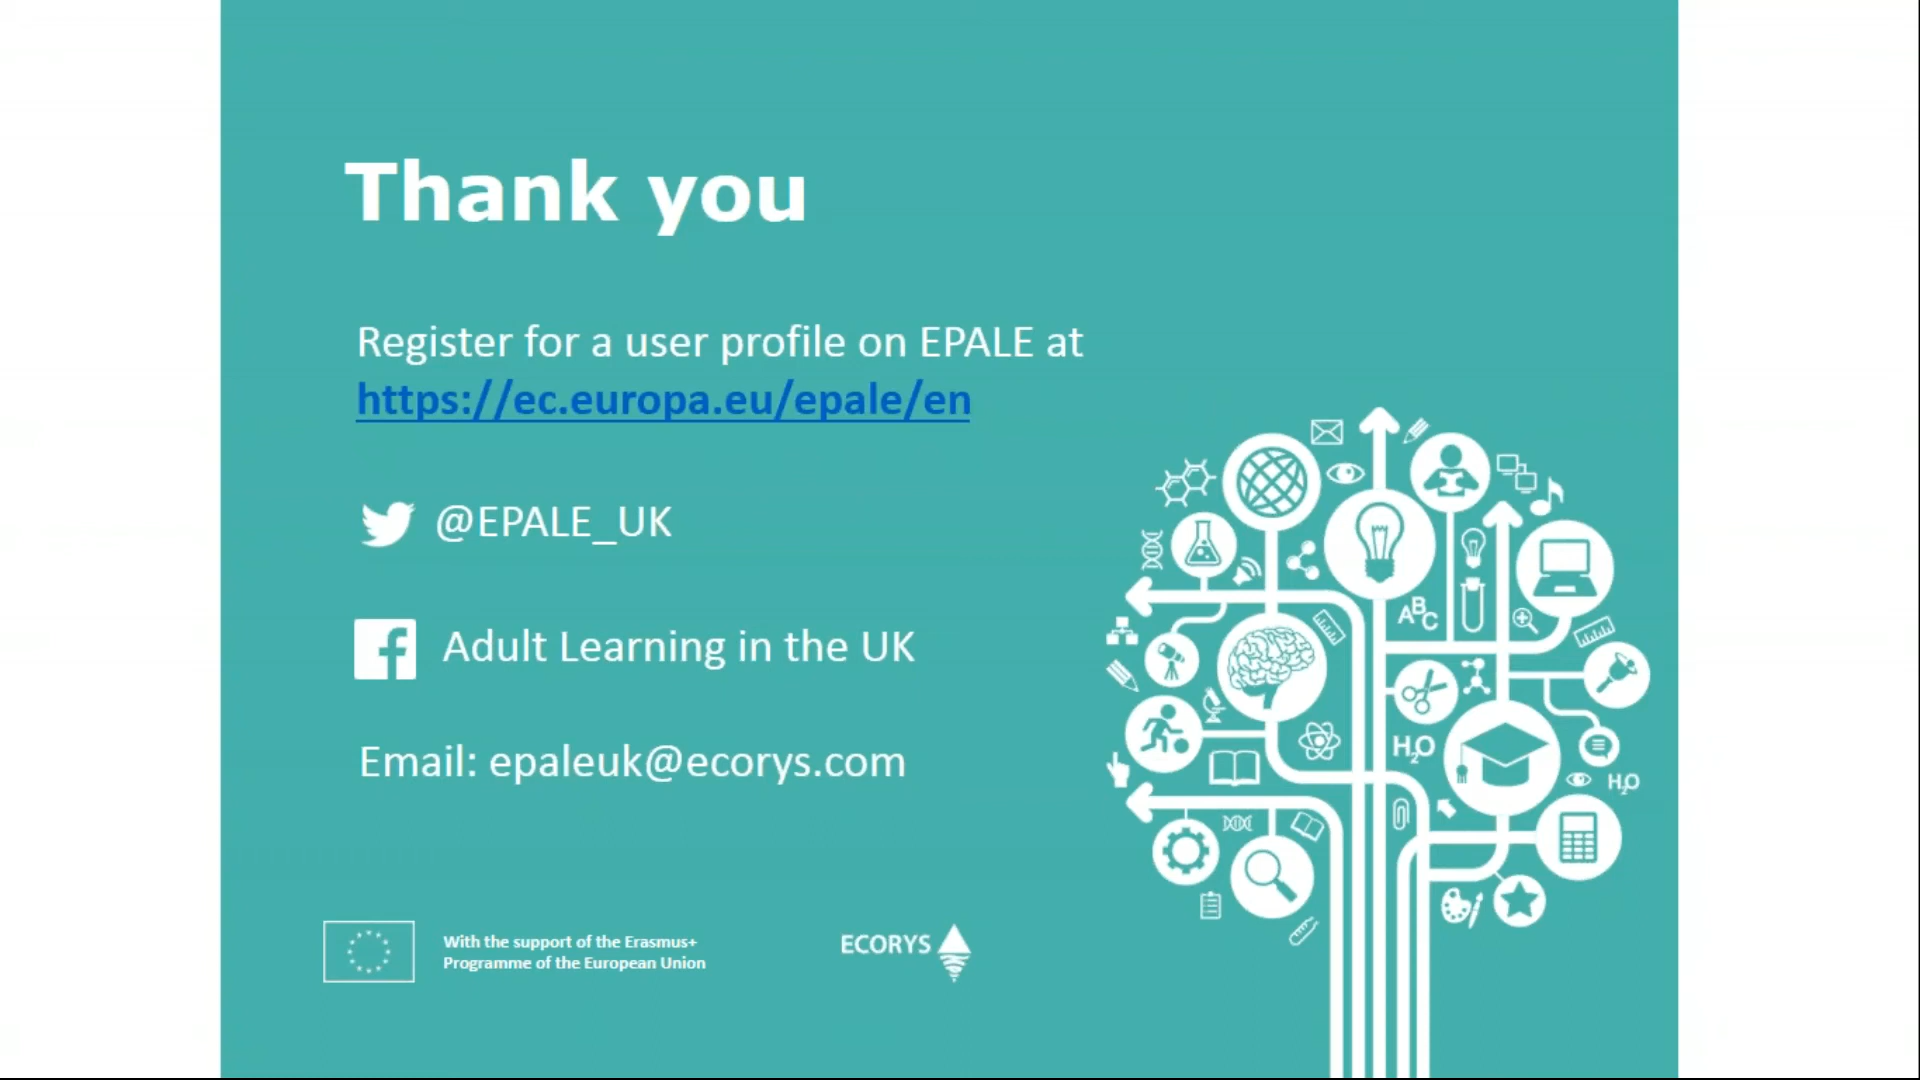 Thank you
Register for a user profile on EPALE at
https://ec.europa.eu/epale/en
@EPALE_UK
Adult Learning in the UK
Email: epaleuk@ecorys.com
ABC
H2O
H2O
With the support of the Erasmus+
Programme of the European Union
ECORYS